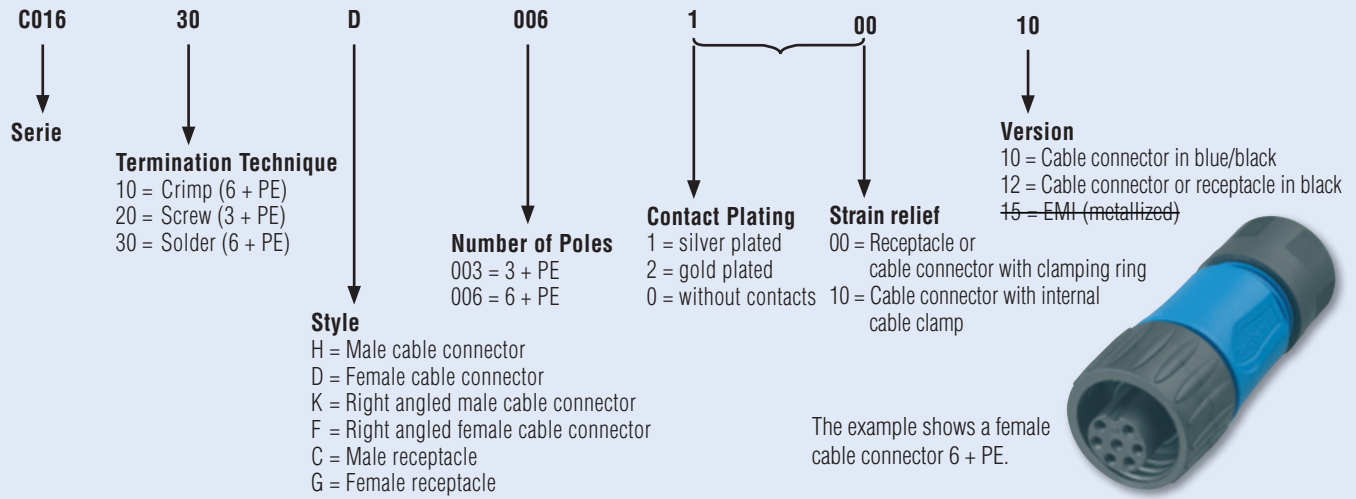 C016 30 D 006 1 00 10
Serie
Termination Technique
10 = Crimp (6 + PE)
20 = Screw (3 + PE)
30 = Solder (6 + PE)
Style
H = Male cable connector
D = Female cable connector
K = Right angled male cable connector
F = Right angled female cable connector
C = Male receptacle
G = Female receptacle
Number of Poles
003 = 3 + PE
006 = 6 + PE
Contact Plating
1 = silver plated
2 = gold plated
0 = without contacts
Strain relief
00 = Receptacle or
cable connector with clamping ring
10 = Cable connector with internal
cable clamp
Version
10 = Cable connector in blue/black
12 = Cable connector or receptacle in black
15 = EMI (metallized)
The example shows a female
cable connector 6 + PE.